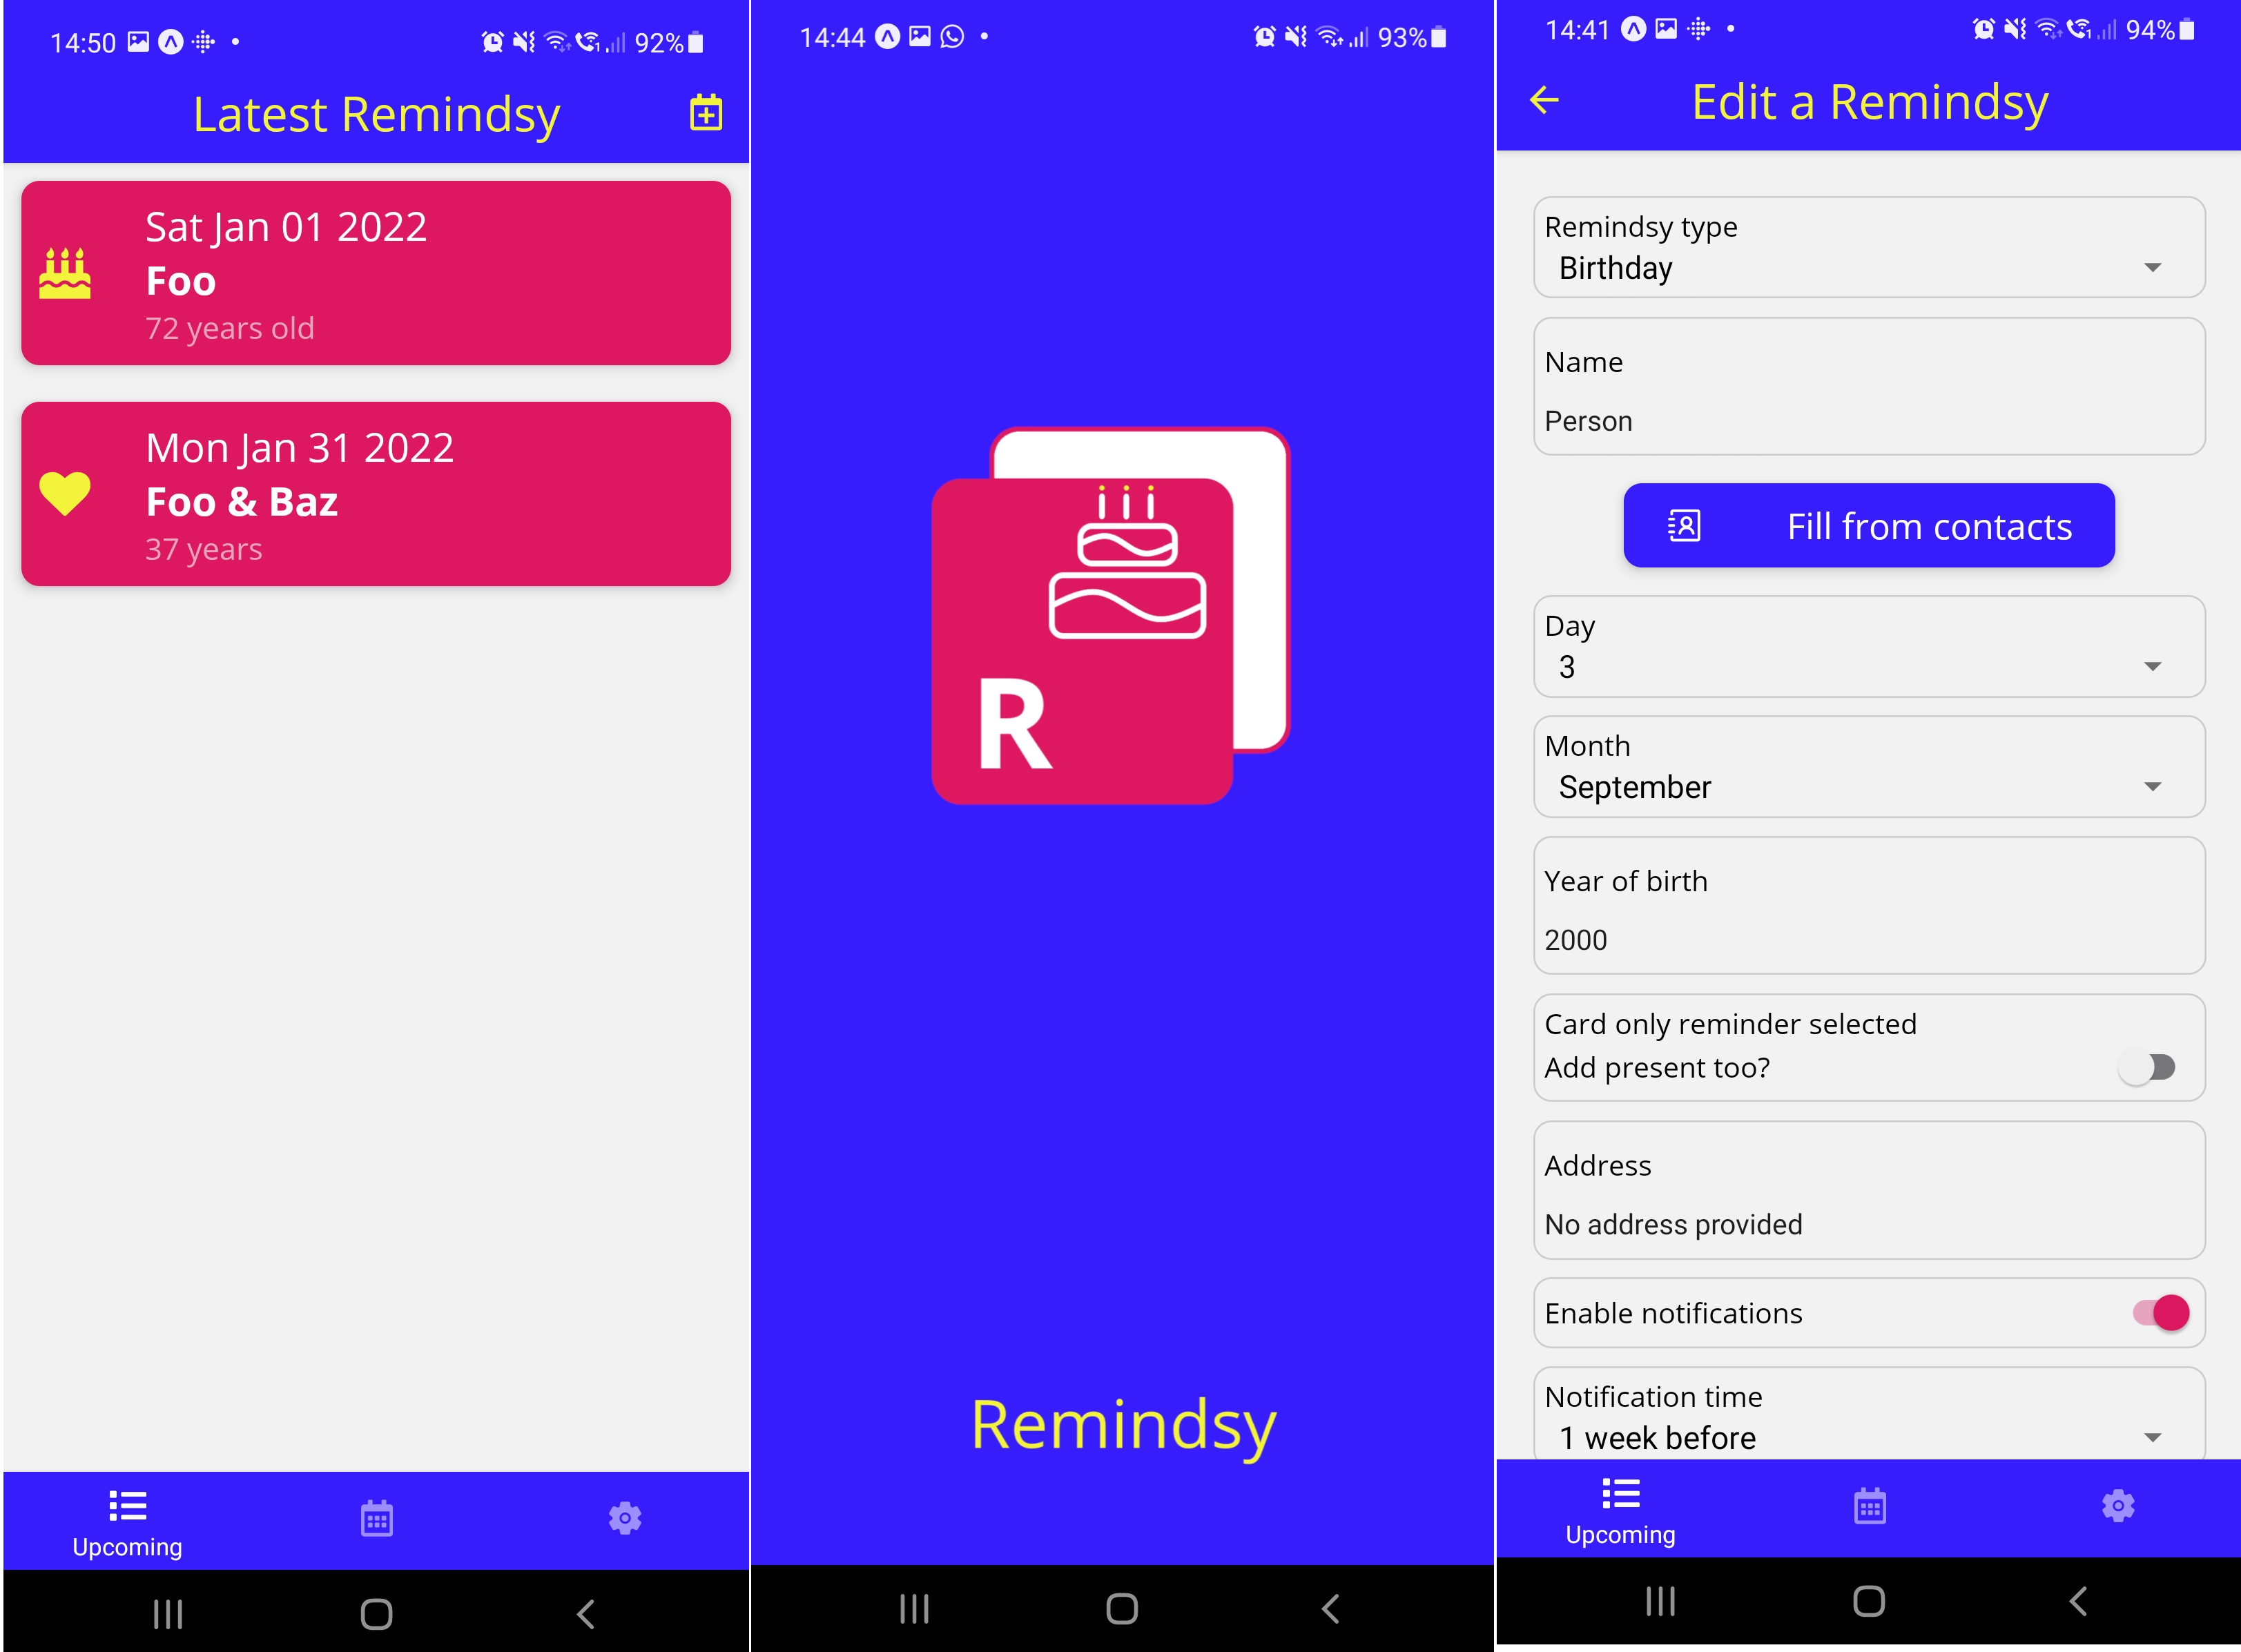 14:50
92%
Latest Remindsy
Sat Jan 01 2022
Foo
72 years old
Mon Jan 31 2022
Foo & Baz
37 years
Upcoming
14:44
93%
R
Remindsy
14:41
94%
Edit a Remindsy
Remindsy type
Birthday
Name
Person
Fill from contacts
Day
3
Month
September
Year of birth
2000
Card only reminder selected
Add present too?
Address
No address provided
Enable notifications
Notification time
1 week before
Upcoming